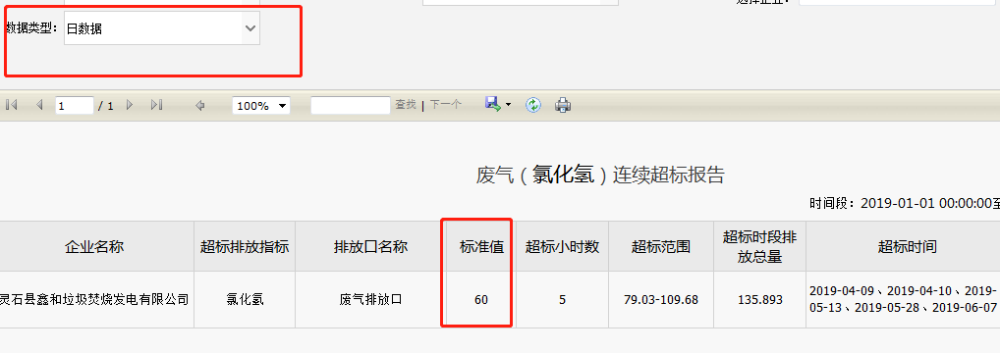 数据类型： 日数据
1 / 1 100% 查找 | 下一个
废气（氯化氢）连续超标报告
时间段：2019-01-01 00:00:00至
企业名称 超标排放指标 排放口名称 标准值 超标小时数 超标范围 超标时段排放总量 超标时间
灵石县鑫和垃圾焚烧发电有限公司 氯化氢 废气排放口 60 5 79.03-109.68 135.893 2019-04-09、2019-04-10、2019-
05-13、2019-05-28、2019-06-07